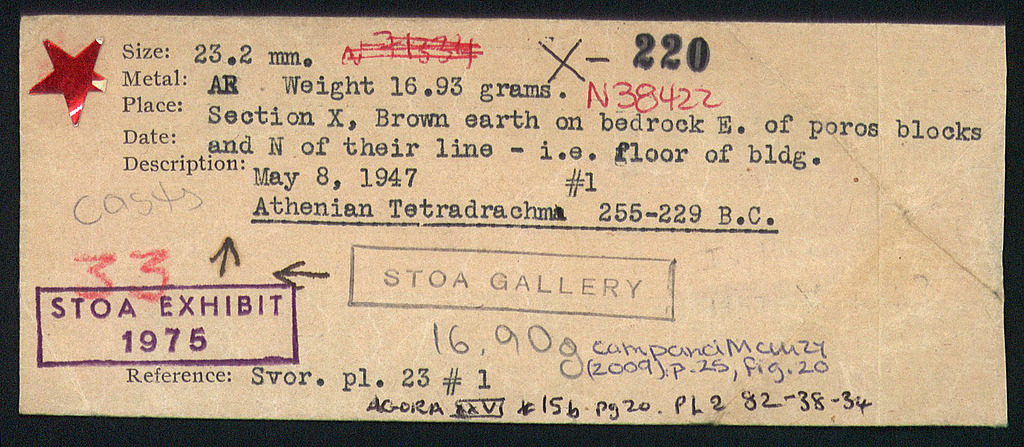 Size: 23.2 mm. N 71334 X - 220
Metal: AR Weight 16.93 grams. N38422
Place: Section X, Brown earth on bedrock E. of poros blocks
Date: and N of their line - i.e. floor of bldg.
Description: May 8, 1947 #1
casts Athenian Tetradrachm 255-229 B.C.
33
STOA GALLERY
STOA EXHIBIT
1975
16.90g campand
(2009). p. 25, fig. 20
Reference: Svor. pl. 23 # 1
AGORA XXVI # 15b. pg 20. PL 2 82-38-34